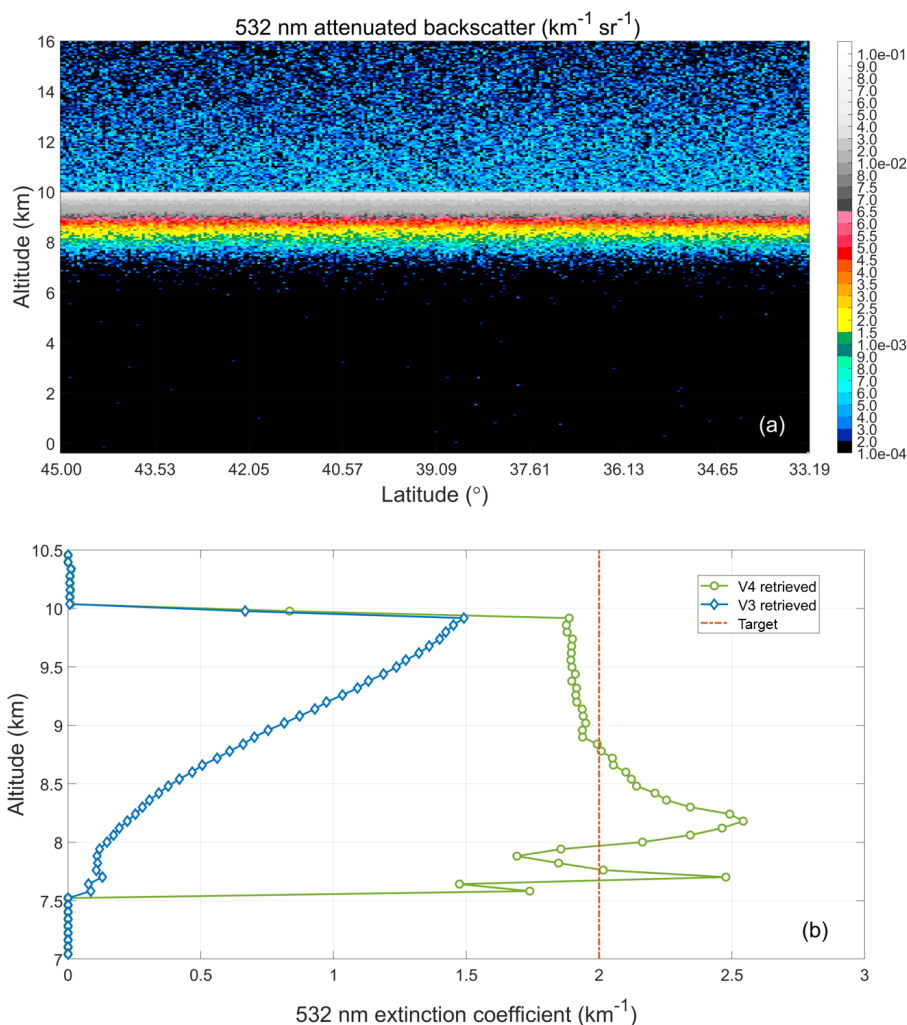 532 nm attenuated backscatter (km⁻¹ sr⁻¹)
16
14
12
10
8
6
4
2
0
Altitude (km)
45.00 43.53 42.05 40.57 39.09 37.61 36.13 34.65 33.19
Latitude (°)
(a)
1.0e-01
9.0
8.0
7.0
6.0
5.0
4.0
3.0
2.0
1.0e-02
8.0
7.5
7.0
6.5
6.0
5.5
5.0
4.5
4.0
3.5
3.0
2.5
2.0
1.5
1.0e-03
9.0
8.0
7.0
6.0
5.0
4.0
3.0
2.0
1.0e-04
10.5
10
9.5
9
8.5
8
7.5
7
Altitude (km)
V4 retrieved
V3 retrieved
Target
(b)
0 0.5 1 1.5 2 2.5 3
532 nm extinction coefficient (km⁻¹)